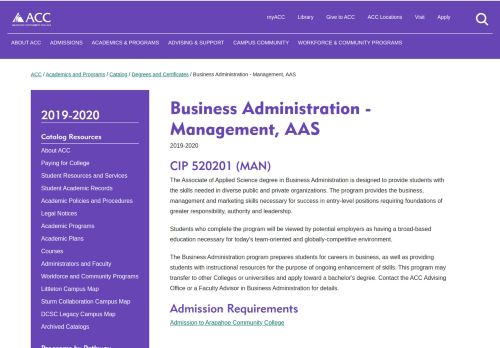 ACC
myACC Library Give to ACC ACC Locations Visit Apply
ABOUT ACC ADMISSIONS ACADEMICS & PROGRAMS ADVISING & SUPPORT CAMPUS COMMUNITY WORKFORCE & COMMUNITY PROGRAMS
ACC / Academics and Programs / Catalog / Degrees and Certificates / Business Administration - Management, AAS
2019-2020
Catalog Resources
About ACC
Paying for College
Student Resources and Services
Student Academic Records
Academic Policies and Procedures
Legal Notices
Academic Programs
Academic Plans
Courses
Administrators and Faculty
Workforce and Community Programs
Littleton Campus Map
Sturm Collaboration Campus Map
DCSC Legacy Campus Map
Archived Catalogs
Programs by Pathway
Business Administration -
Management, AAS
2019-2020
CIP 520201 (MAN)
The Associate of Applied Science degree in Business Administration is designed to provide students with
the skills needed in diverse public and private organizations. The program provides the business,
management and marketing skills necessary for success in entry-level positions requiring foundations of
greater responsibility, authority and leadership.
Students who complete the program will be viewed by potential employers as having a broad-based
education necessary for today's team-oriented and globally-competitive environment.
The Business Administration program prepares students for careers in business, as well as providing
students with instructional resources for the purpose of ongoing enhancement of skills. This program may
transfer to other Colleges or universities and apply toward a bachelor's degree. Contact the ACC Advising
Office or a Faculty Advisor in Business Administration for details.
Admission Requirements
Admission to Arapahoe Community College